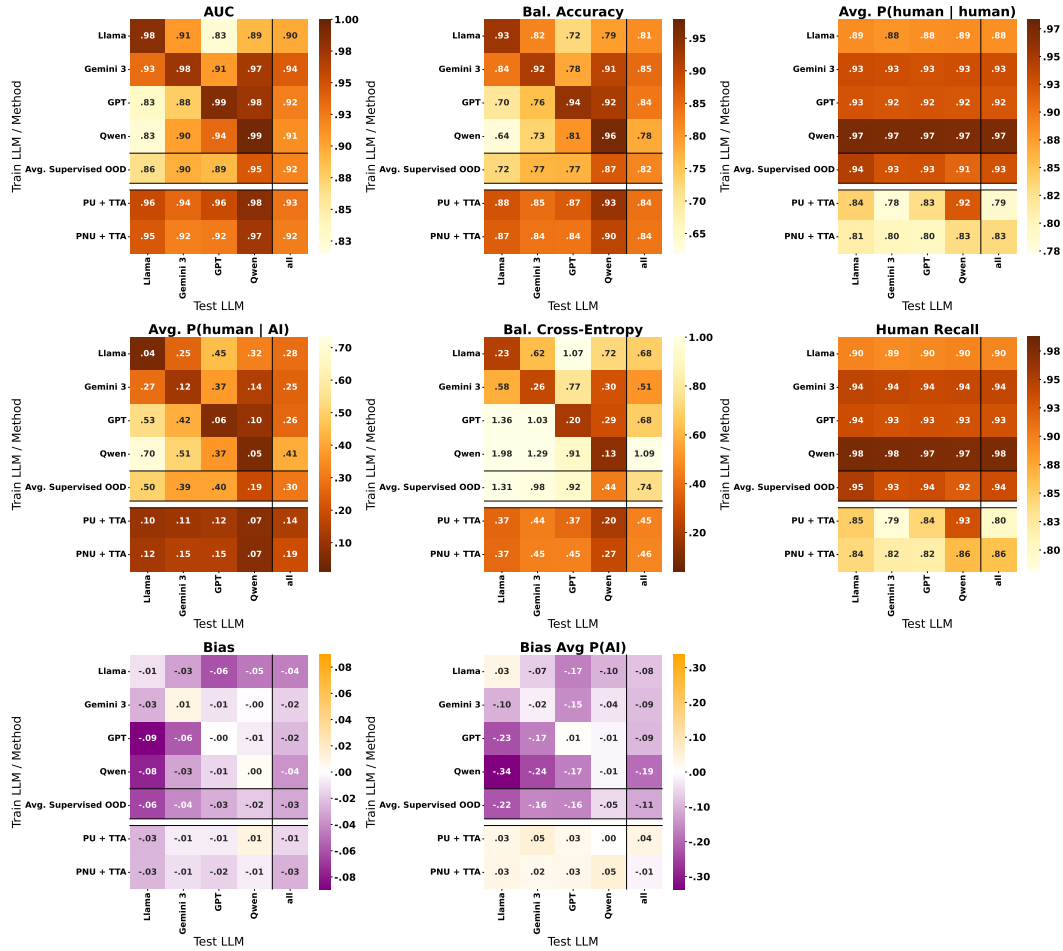 AUC
Train LLM / Method
Llama .98 .91 .83 .89 .90
Gemini 3 .93 .98 .91 .97 .94
GPT .83 .88 .99 .98 .92
Qwen .83 .90 .94 .99 .91
Avg. Supervised OOD .86 .90 .89 .95 .92
PU + TTA .96 .94 .96 .98 .93
PNU + TTA .95 .92 .92 .97 .92
Llama Gemini 3 GPT Qwen all
Test LLM
1.00
.98
.95
.93
.90
.88
.85
.83
Bal. Accuracy
Train LLM / Method
.93 .82 .72 .79 .81
.84 .92 .78 .91 .85
.70 .76 .94 .92 .84
.64 .73 .81 .96 .78
.72 .77 .77 .87 .82
.88 .85 .87 .93 .84
.87 .84 .84 .90 .84
Llama Gemini 3 GPT Qwen all
Test LLM
.95
.90
.85
.80
.75
.70
.65
Avg. P(human | human)
Train LLM / Method
Llama .89 .88 .88 .89 .88
Gemini 3 .93 .93 .93 .93 .93
GPT .93 .92 .92 .92 .92
Qwen .97 .97 .97 .97 .97
Avg. Supervised OOD .94 .93 .93 .91 .93
PU + TTA .84 .78 .83 .92 .79
PNU + TTA .81 .80 .80 .83 .83
Llama Gemini 3 GPT Qwen all
Test LLM
.98
.95
.93
.90
.88
.85
.82
.80
.78
Avg. P(human | AI)
Train LLM / Method
Llama .04 .25 .45 .32 .28
Gemini 3 .27 .12 .37 .14 .25
GPT .53 .42 .06 .10 .26
Qwen .70 .51 .37 .05 .41
Avg. Supervised OOD .50 .39 .40 .19 .30
PU + TTA .10 .11 .12 .07 .14
PNU + TTA .12 .15 .15 .07 .19
Llama Gemini 3 GPT Qwen all
Test LLM
.70
.60
.50
.40
.30
.20
.10
Bal. Cross-Entropy
Train LLM / Method
Llama .23 .62 1.07 .72 .68
Gemini 3 .58 .26 .77 .30 .51
GPT 1.36 1.03 .20 .29 .68
Qwen 1.98 1.29 .91 .13 1.09
Avg. Supervised OOD 1.31 .98 .92 .44 .74
PU + TTA .37 .44 .37 .20 .45
PNU + TTA .37 .45 .45 .27 .46
Llama Gemini 3 GPT Qwen all
Test LLM
1.00
.80
.60
.40
.20
Human Recall
Train LLM / Method
Llama .90 .89 .90 .90 .90
Gemini 3 .94 .94 .94 .94 .94
GPT .94 .93 .93 .93 .93
Qwen .98 .98 .97 .97 .98
Avg. Supervised OOD .95 .93 .94 .92 .94
PU + TTA .85 .79 .84 .93 .80
PNU + TTA .84 .82 .82 .86 .86
Llama Gemini 3 GPT Qwen all
Test LLM
.98
.95
.93
.90
.88
.85
.83
.80
Bias
Train LLM / Method
Llama -.01 -.03 -.06 -.05 -.04
Gemini 3 -.03 .01 -.01 -.00 -.02
GPT -.09 -.06 -.00 -.01 -.02
Qwen -.08 -.03 -.01 .00 -.04
Avg. Supervised OOD -.06 -.04 -.03 -.02 -.03
PU + TTA -.03 -.01 -.01 .01 -.01
PNU + TTA -.03 -.01 -.02 -.01 -.03
Llama Gemini 3 GPT Qwen all
Test LLM
.08
.06
.04
.02
.00
-.02
-.04
-.06
-.08
Bias Avg P(AI)
Train LLM / Method
Llama .03 -.07 -.17 -.10 -.08
Gemini 3 -.10 -.02 -.15 -.04 -.09
GPT -.23 -.17 .01 -.01 -.09
Qwen -.34 -.24 -.17 -.01 -.19
Avg. Supervised OOD -.22 -.16 -.16 -.05 -.11
PU + TTA .03 .05 .03 .00 .04
PNU + TTA .03 .02 .03 .05 -.01
Llama Gemini 3 GPT Qwen all
Test LLM
.30
.20
.10
.00
-.10
-.20
-.30